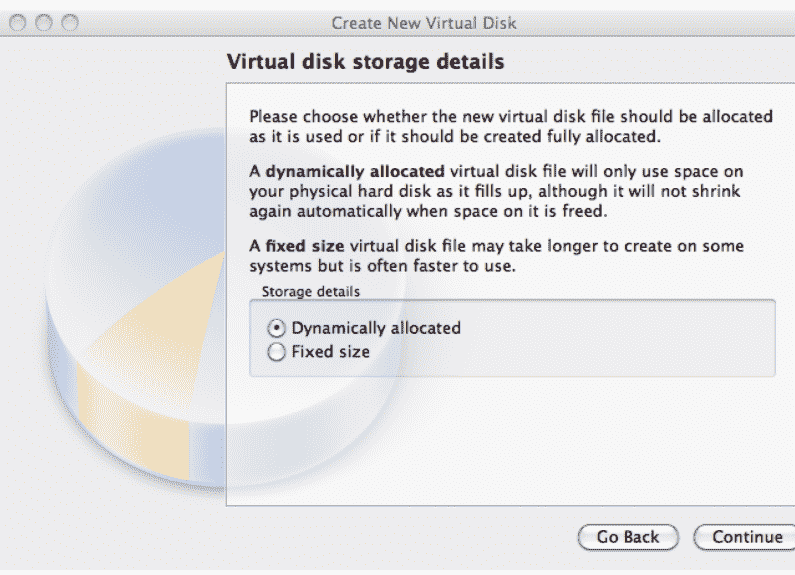 Create New Virtual Disk
Virtual disk storage details
Please choose whether the new virtual disk file should be allocated
as it is used or if it should be created fully allocated.
A dynamically allocated virtual disk file will only use space on
your physical hard disk as it fills up, although it will not shrink
again automatically when space on it is freed.
A fixed size virtual disk file may take longer to create on some
systems but is often faster to use.
Storage details
Dynamically allocated
Fixed size
Go Back
Continue